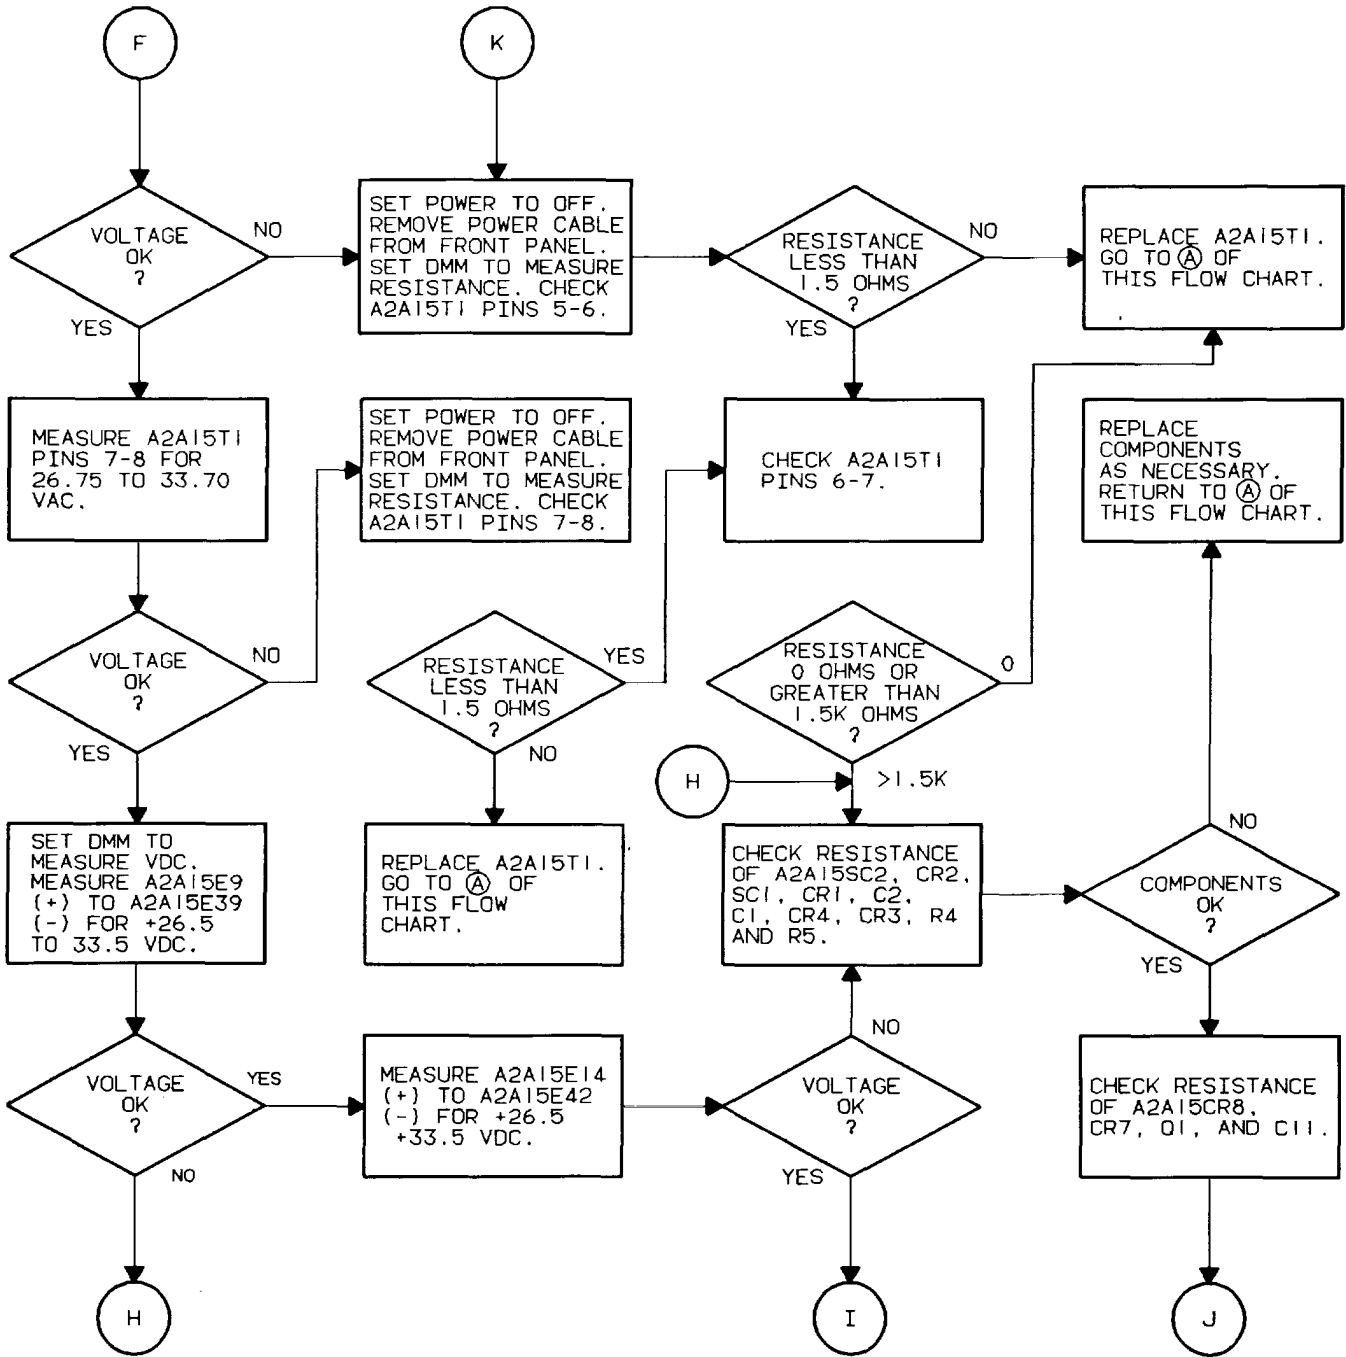 F
K
VOLTAGE
OK
?
NO
YES
SET POWER TO OFF.
REMOVE POWER CABLE
FROM FRONT PANEL.
SET DMM TO MEASURE
RESISTANCE. CHECK
A2A15T1 PINS 5-6.
RESISTANCE
LESS THAN
1.5 OHMS
?
NO
YES
REPLACE A2A15T1.
GO TO A OF
THIS FLOW CHART.
MEASURE A2A15T1
PINS 7-8 FOR
26.75 TO 33.70
VAC.
SET POWER TO OFF.
REMOVE POWER CABLE
FROM FRONT PANEL.
SET DMM TO MEASURE
RESISTANCE. CHECK
A2A15T1 PINS 7-8.
CHECK A2A15T1
PINS 6-7.
REPLACE
COMPONENTS
AS NECESSARY.
RETURN TO A OF
THIS FLOW CHART.
VOLTAGE
OK
?
NO
YES
RESISTANCE
LESS THAN
1.5 OHMS
?
YES
NO
RESISTANCE
0 OHMS OR
GREATER THAN
1.5K OHMS
?
0
H
>1.5K
SET DMM TO
MEASURE VDC.
MEASURE A2A15E9
(+) TO A2A15E39
(-) FOR +26.5
TO 33.5 VDC.
REPLACE A2A15T1.
GO TO A OF
THIS FLOW
CHART.
CHECK RESISTANCE
OF A2A15SC2, CR2,
SC1, CR1, C2,
C1, CR4, CR3, R4
AND R5.
NO
COMPONENTS
OK
?
YES
VOLTAGE
OK
?
YES
NO
MEASURE A2A15E14
(+) TO A2A15E42
(-) FOR +26.5
+33.5 VDC.
NO
VOLTAGE
OK
?
YES
CHECK RESISTANCE
OF A2A15CR8,
CR7, Q1, AND C11.
H
I
J